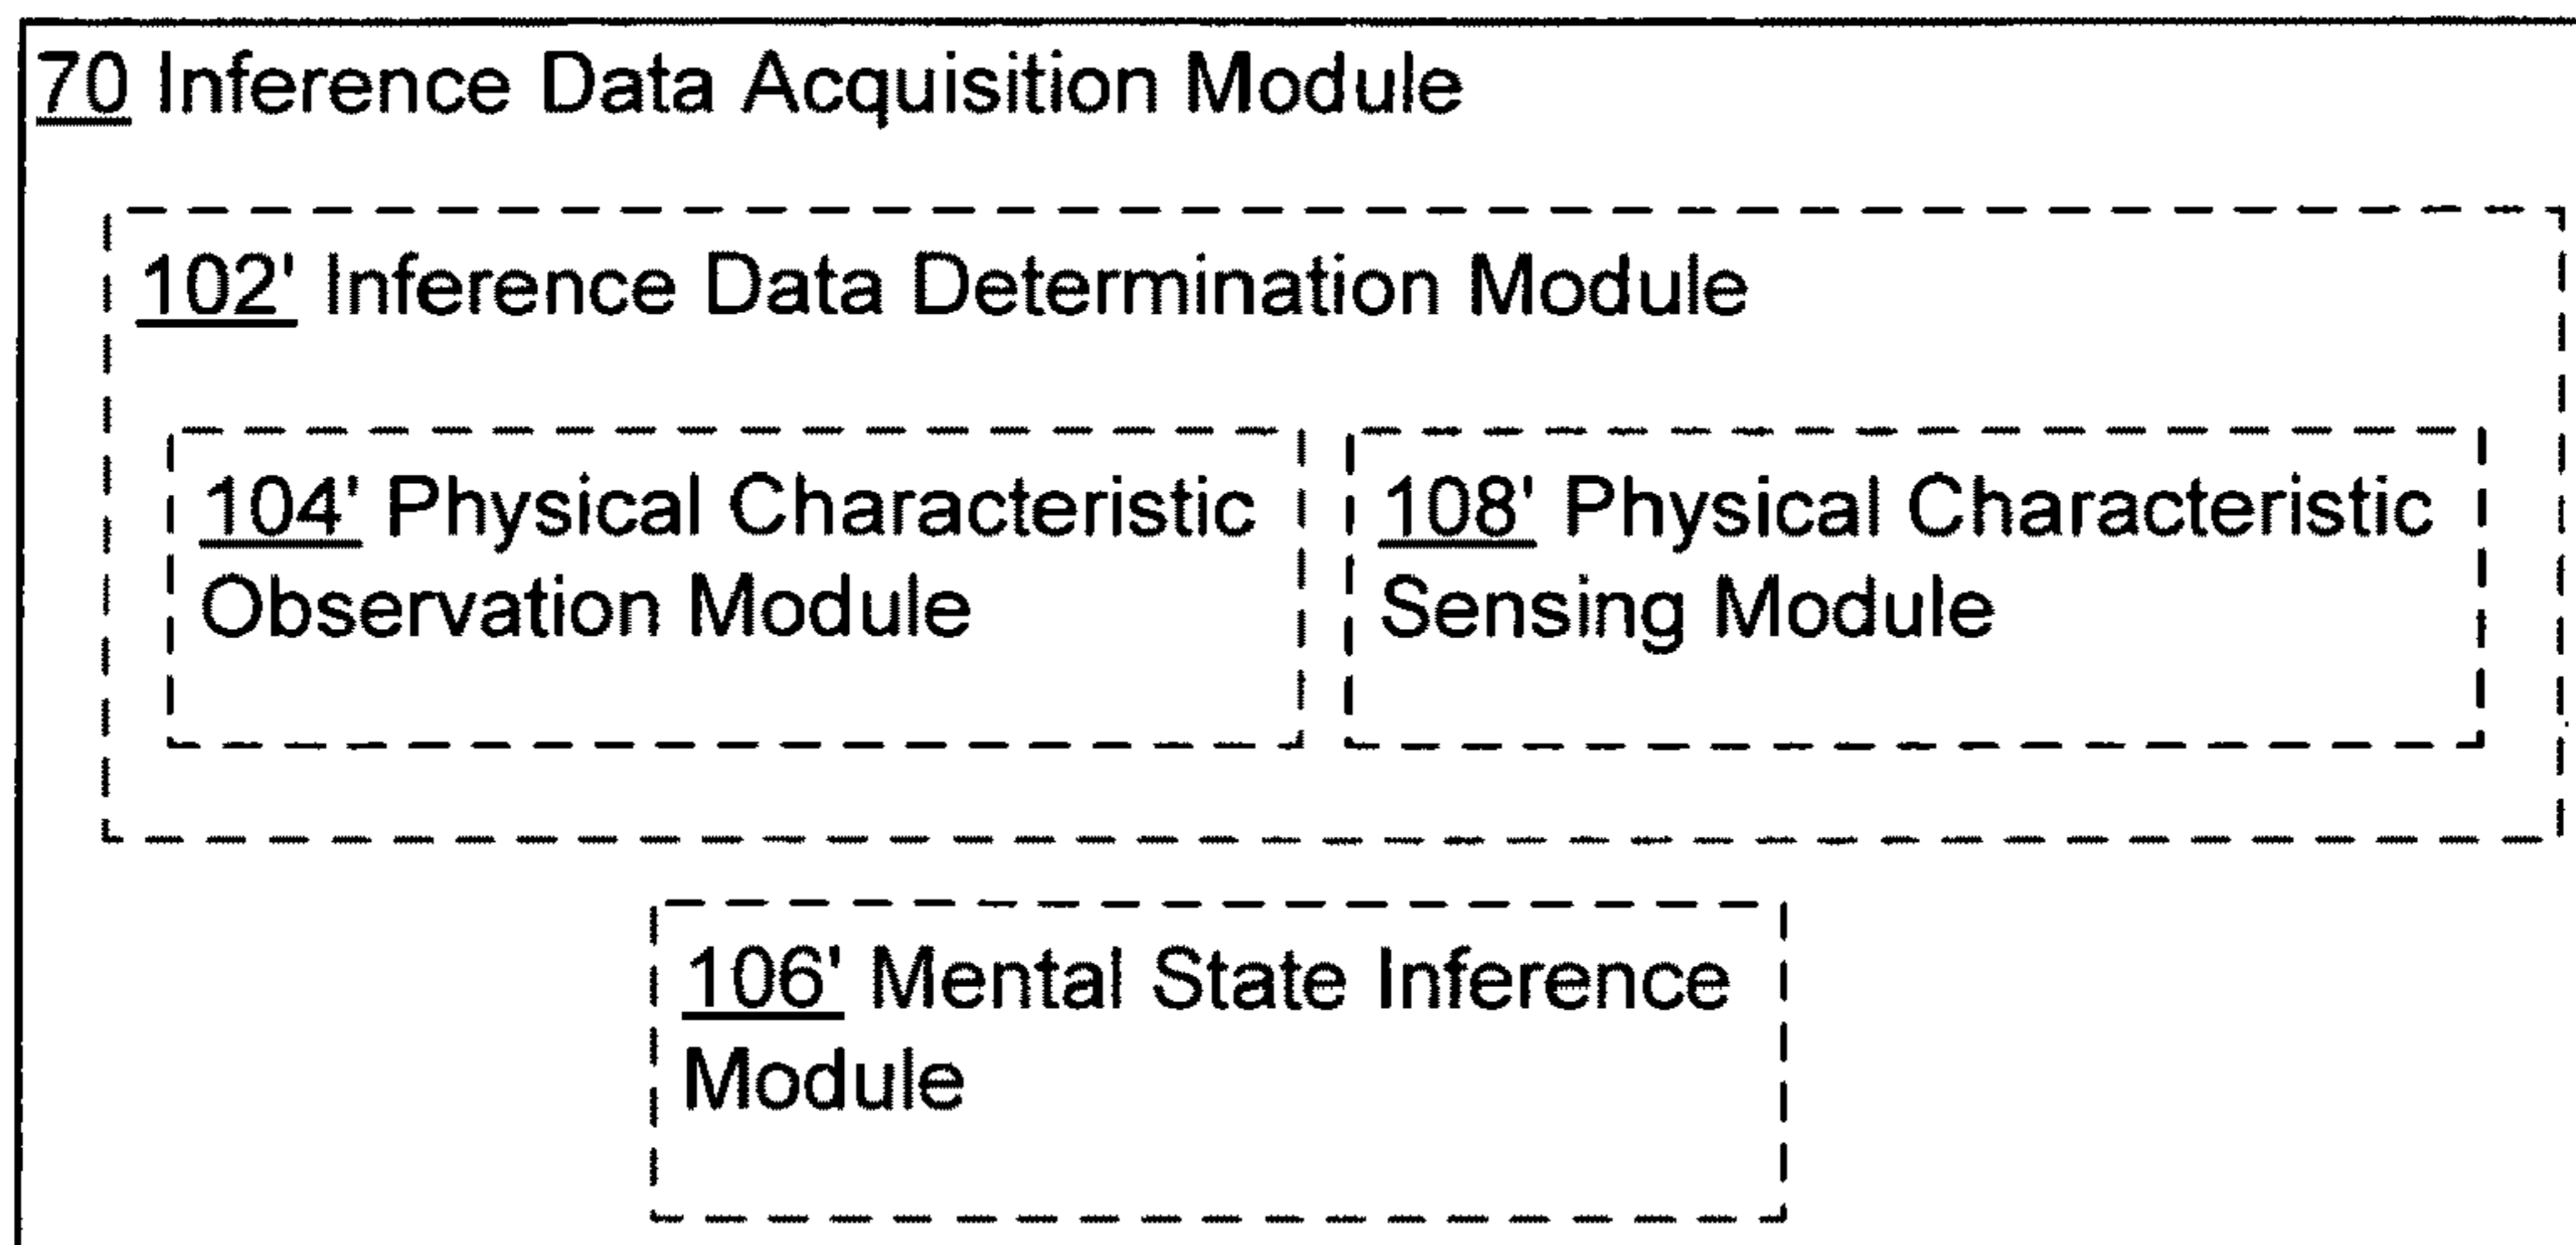 70 Inference Data Acquisition Module
102' Inference Data Determination Module
104' Physical Characteristic
Observation Module
108' Physical Characteristic
Sensing Module
106' Mental State Inference
Module